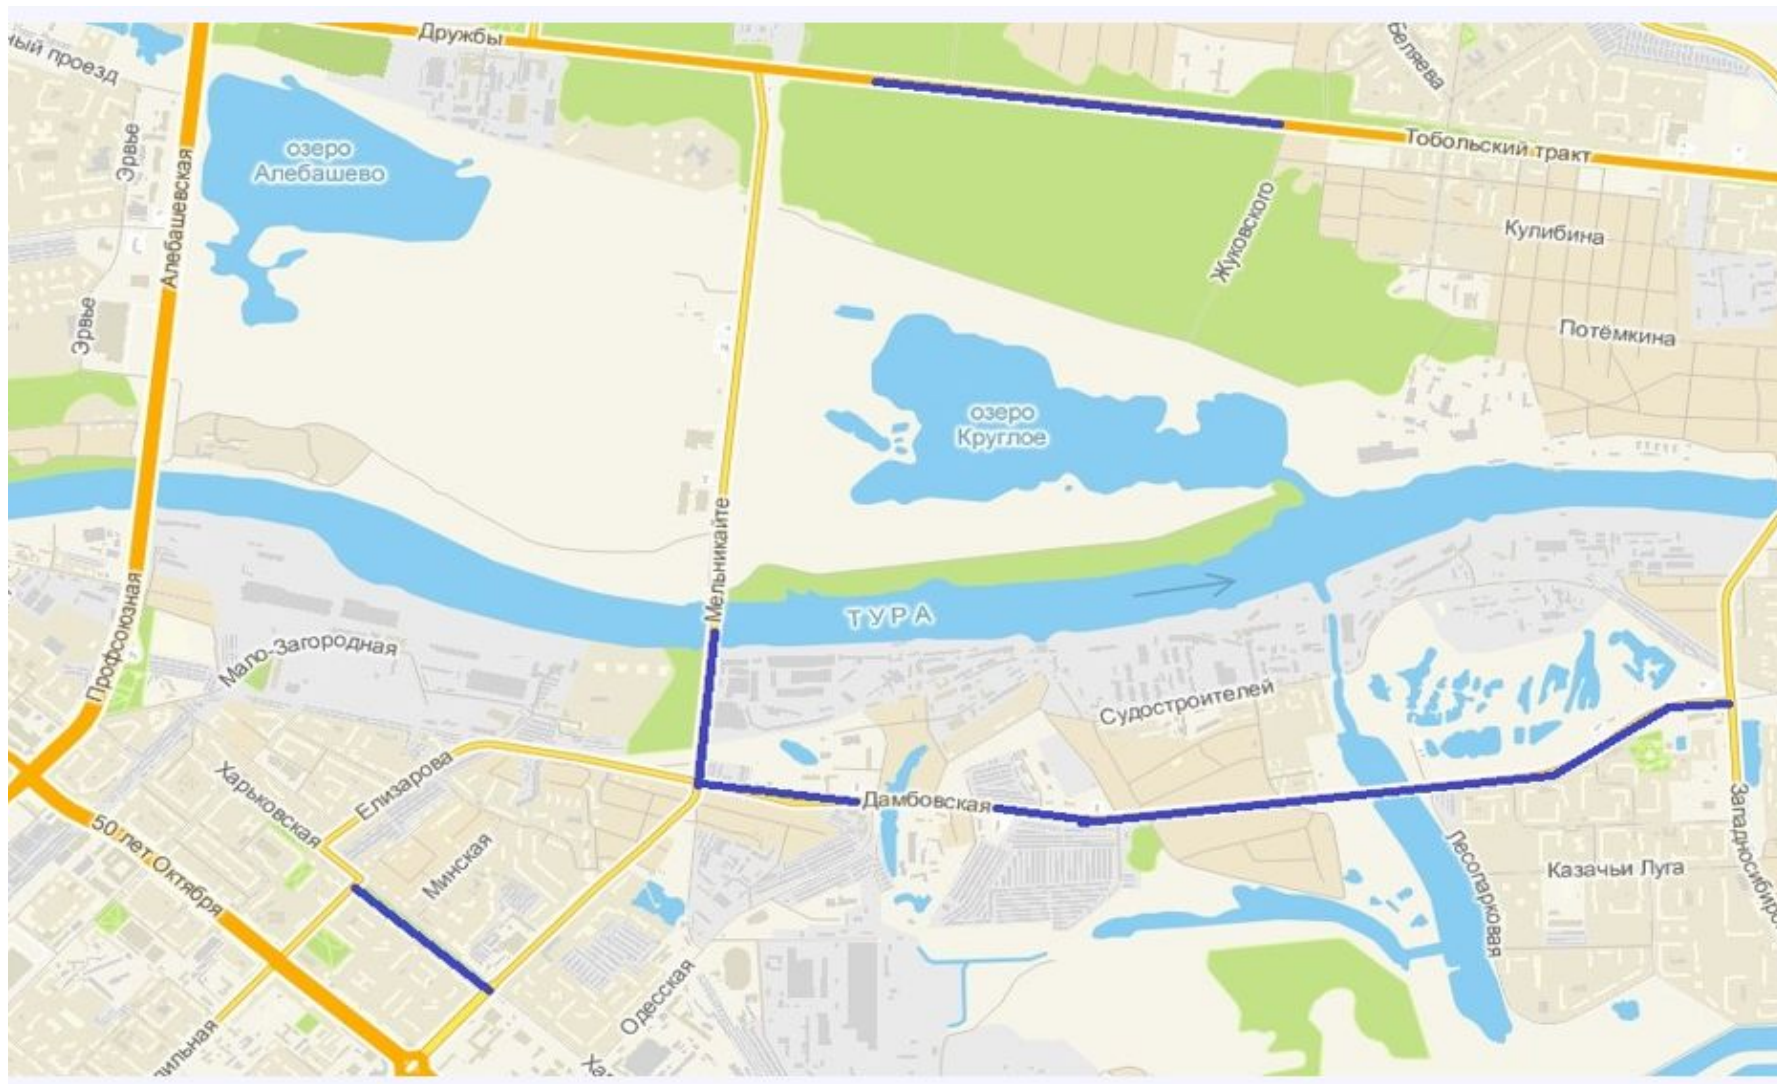 Дружбы
Беляева
проезд
Эрвье
Алебашевская
озеро
Алебашево
Тобольский тракт
Жуковского
Кулибина
Эрвье
Потёмкина
озеро
Круглое
Мельникайте
ТУРА
Профсоюзная
Мало-Загородная
Судостроителей
Елизарова
Харьковская
Дамбовская
50 лет Октября
Минская
Лесопарковая
Казачьи Луга
Одесская